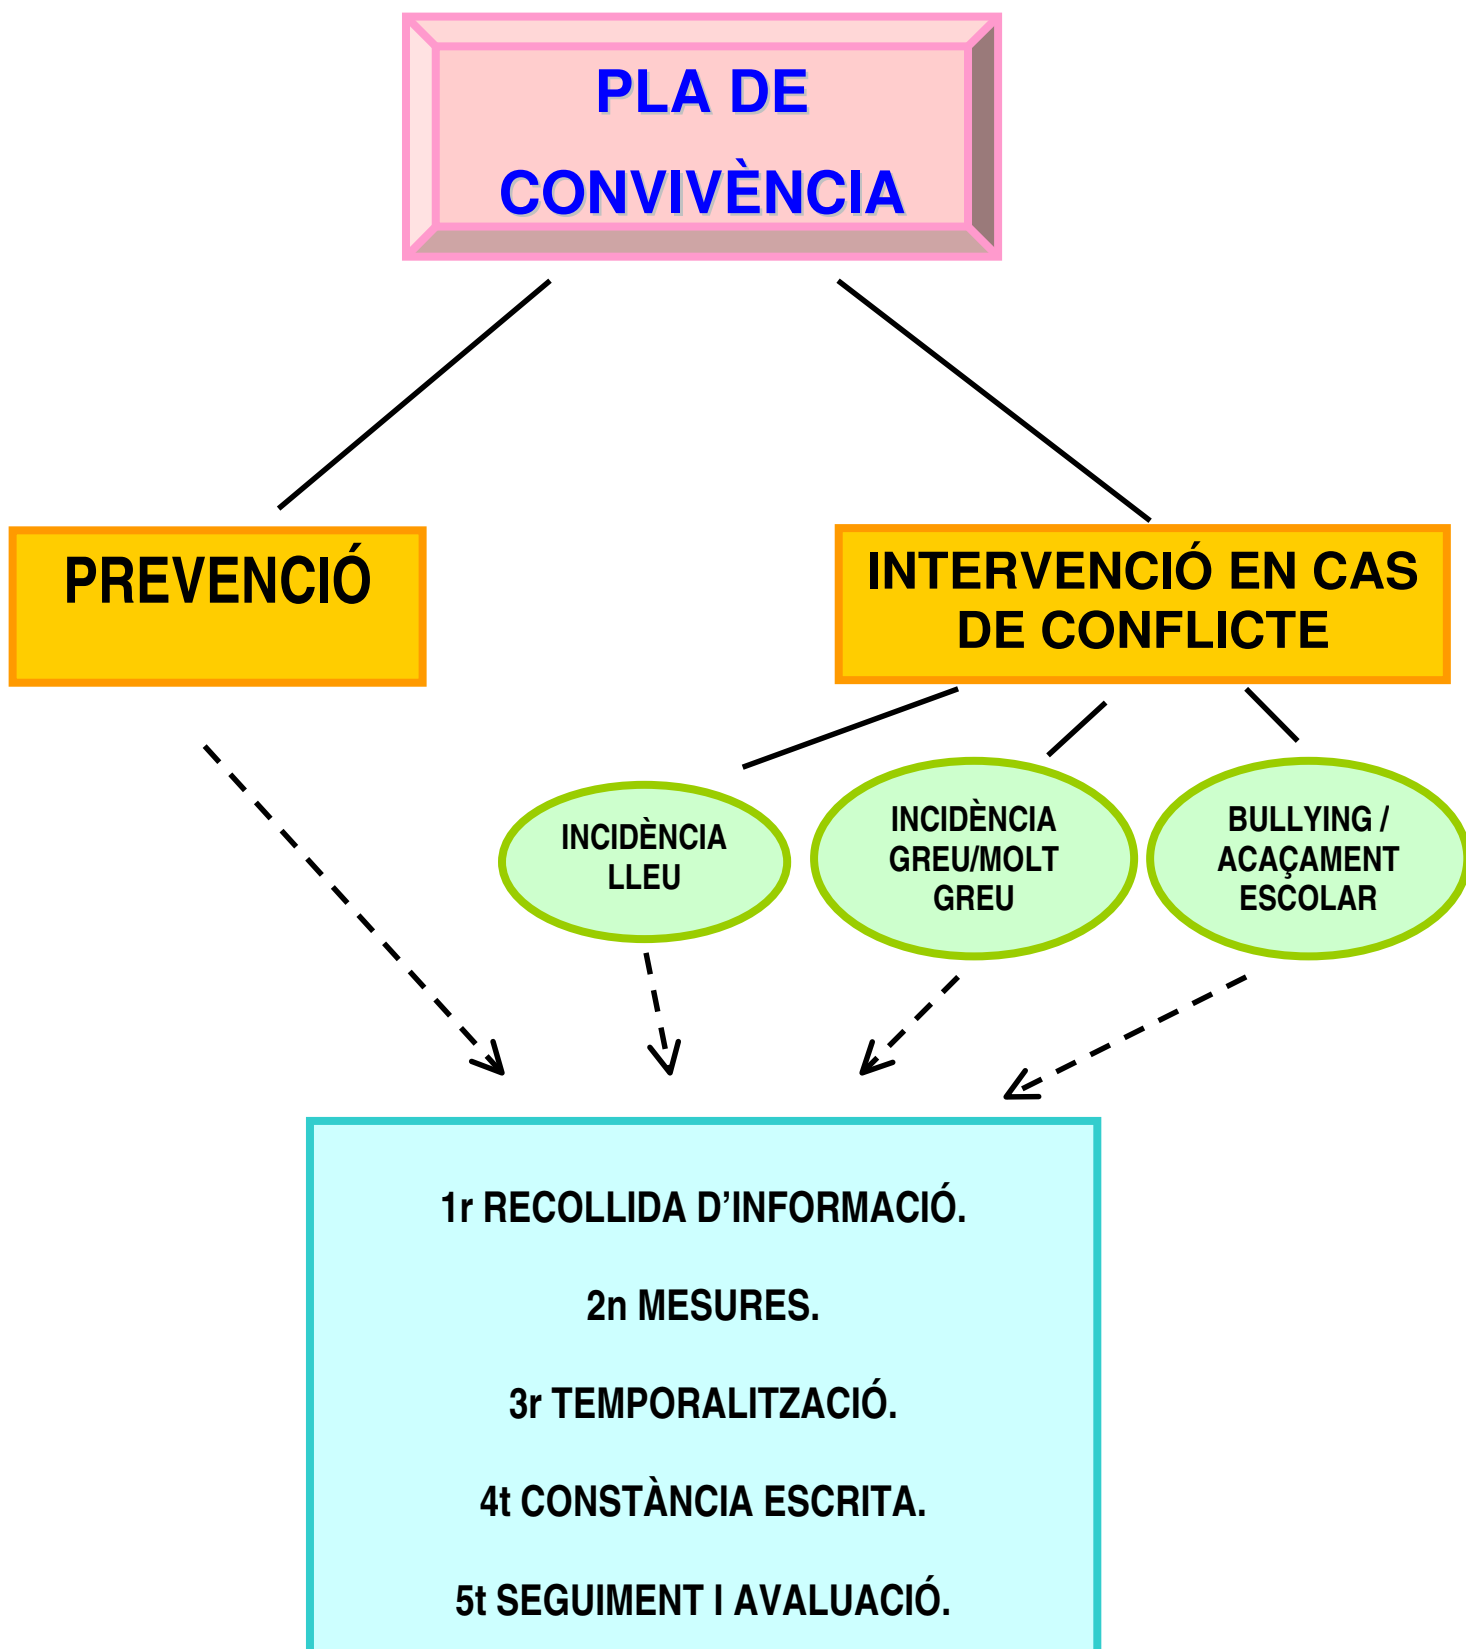 PLA DE
CONVIVÈNCIA
PREVENCIÓ
INTERVENCIÓ EN CAS
DE CONFLICTE
INCIDÈNCIA
LLEU
INCIDÈNCIA
GREU/MOLT
GREU
BULLYING /
ACAÇAMENT
ESCOLAR
1r RECOLLIDA D’INFORMACIÓ.
2n MESURES.
3r TEMPORALITZACIÓ.
4t CONSTÀNCIA ESCRITA.
5t SEGUIMENT I AVALUACIÓ.